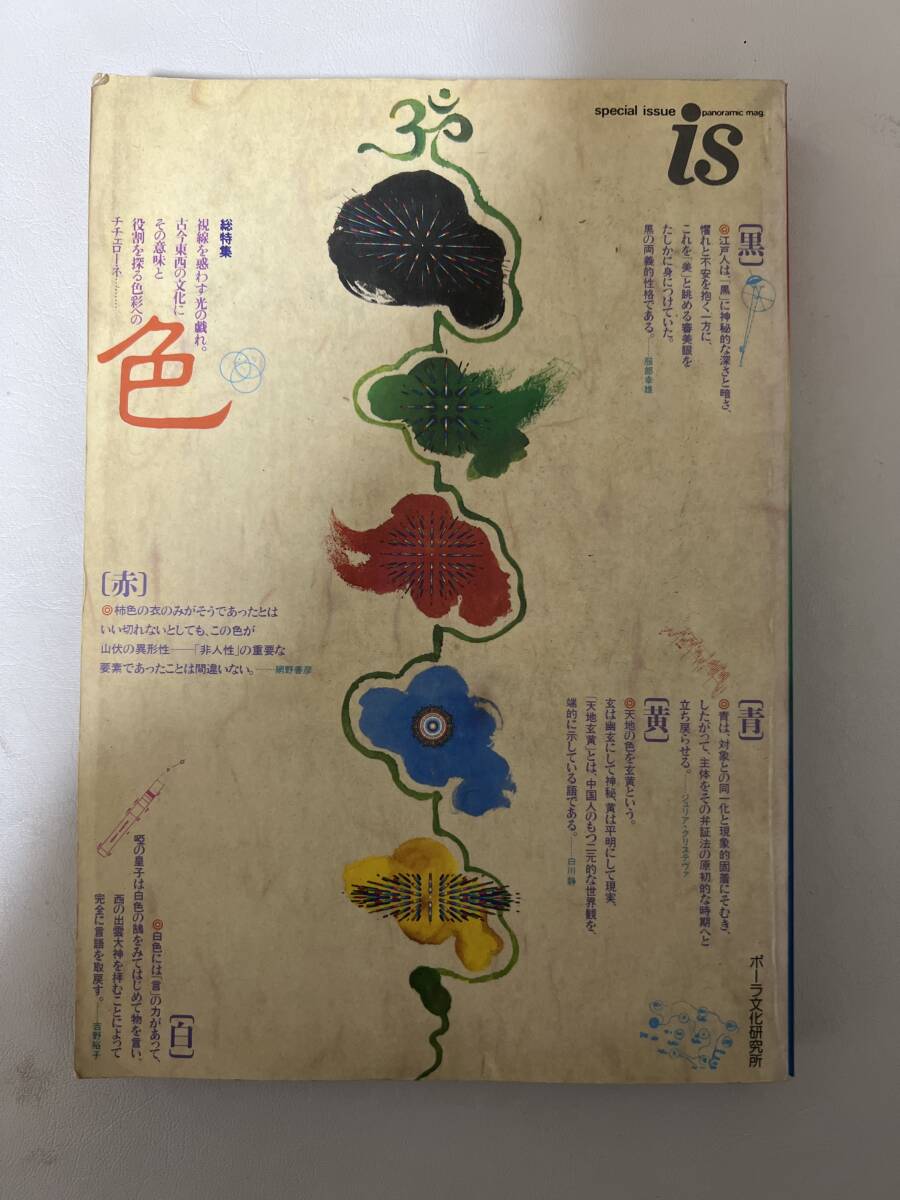 special issue
panoramic mag.
is
[黒]
◎江戸人は、「黒」に神秘的な深さと暗さ、
懼れと不安を抱く一方に、
これを「美」と眺める審美眼を
たしかに身につけていた。
黒の両義的性格である。——服部幸雄
総特集
視線を惑わす光の戯れ。
古今東西の文化に
その意味と
役割を探る色彩への
チチェローネ………
色
[赤]
◎柿色の衣のみがそうであったとは
いい切れないとしても、この色が
山伏の異形性——「非人性」の重要な
要素であったことは間違いない。——網野善彦
[青]
◎青は、対象との同一化と現象的固着にそむき、
したがって、主体をその弁証法の原初的な時期へと
立ち戻らせる。——ジュリア・クリステヴァ
[黄]
◎天地の色を玄黄という。
玄は幽玄にして神秘、黄は平明にして現実、
「天地玄黄」とは、中国人のもつ二元的な世界観を、
端的に示している語である。——白川静
[白]
◎白色には「言」の力があって、
啞の皇子は白色の鵠をみてはじめて物を言い、
西の出雲大神を拝むことによって
完全に言語を取戻す。——吉野裕子
ポーラ文化研究所
ॐ